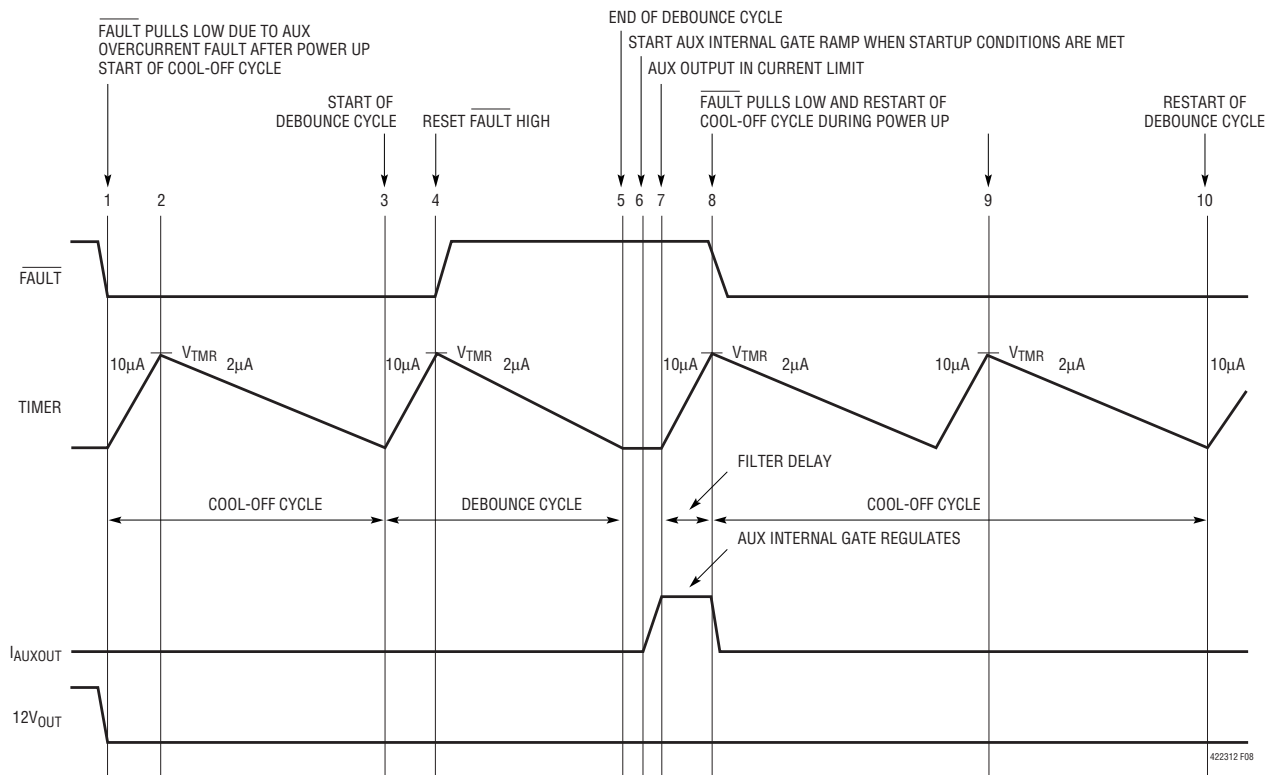 FAULT PULLS LOW DUE TO AUX
OVERCURRENT FAULT AFTER POWER UP
START OF COOL-OFF CYCLE
START OF
DEBOUNCE CYCLE
RESET FAULT HIGH
END OF DEBOUNCE CYCLE
START AUX INTERNAL GATE RAMP WHEN STARTUP CONDITIONS ARE MET
AUX OUTPUT IN CURRENT LIMIT
FAULT PULLS LOW AND RESTART OF
COOL-OFF CYCLE DURING POWER UP
RESTART OF
DEBOUNCE CYCLE
1 2 3 4 5 6 7 8 9 10
FAULT
TIMER
10µA VTMR 2µA 10µA VTMR 2µA 10µA VTMR 2µA 10µA VTMR 2µA 10µA
FILTER DELAY
COOL-OFF CYCLE DEBOUNCE CYCLE COOL-OFF CYCLE
AUX INTERNAL GATE REGULATES
IAUXOUT
12VOUT
422312 F08